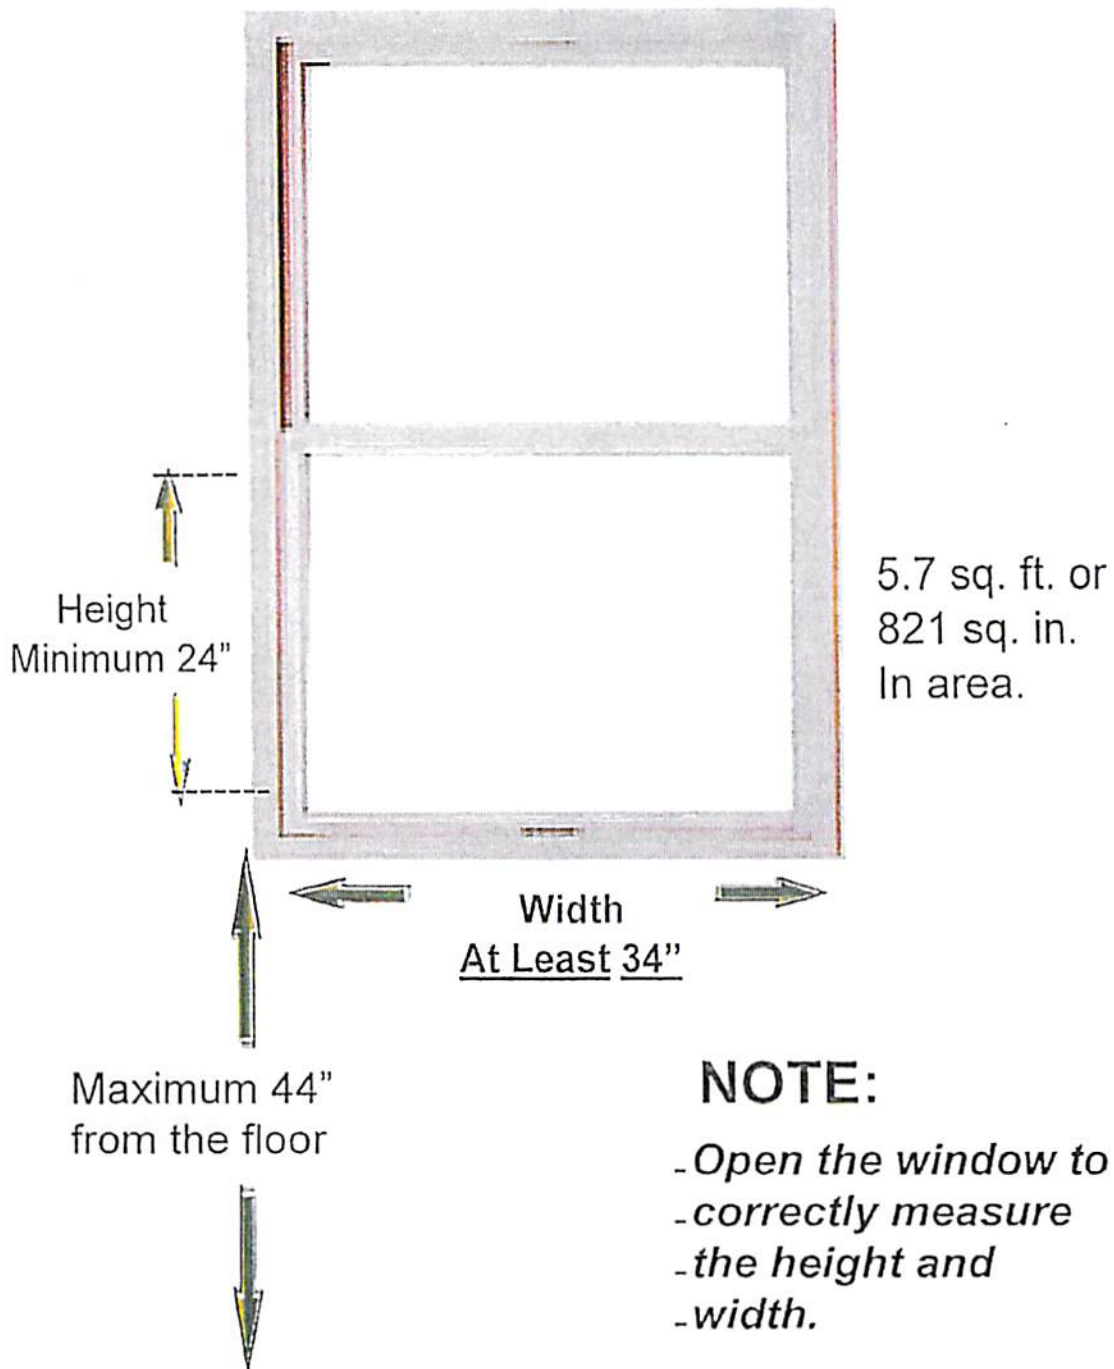 Height
Minimum 24”
5.7 sq. ft. or
821 sq. in.
In area.
Width
At Least 34”
Maximum 44”
from the floor
NOTE:
-Open the window to
-correctly measure
-the height and
-width.